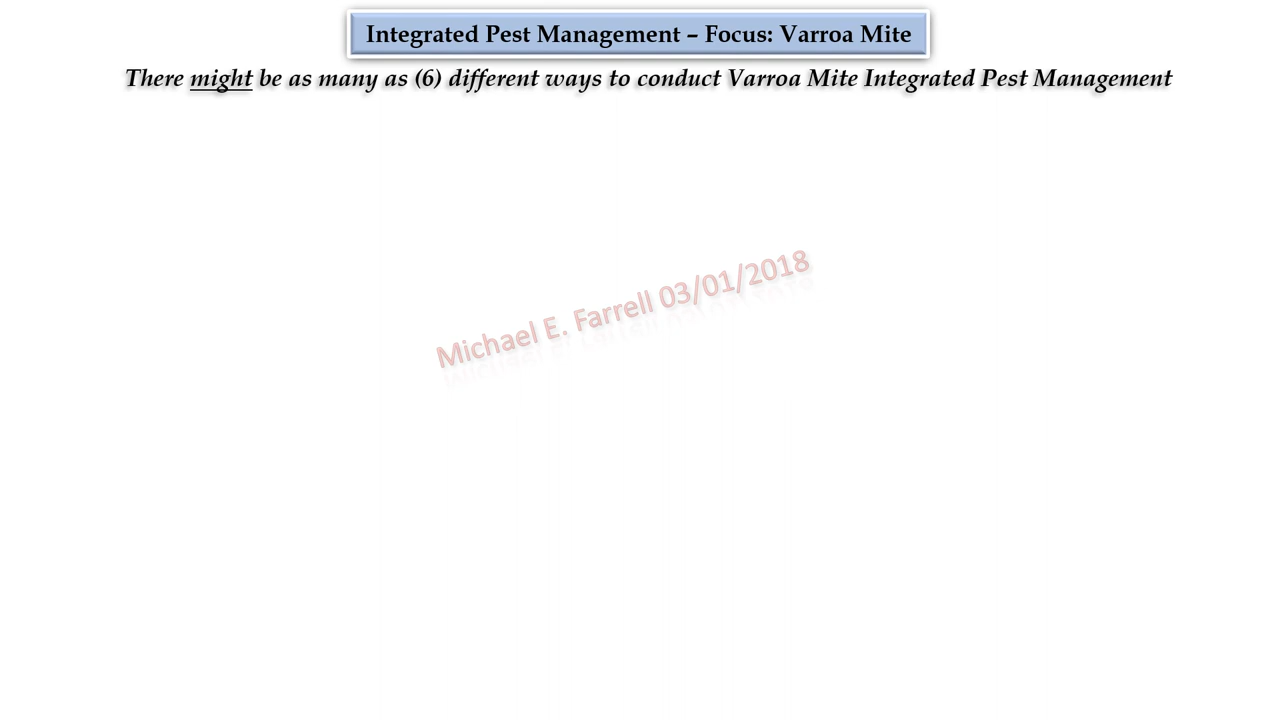 Integrated Pest Management – Focus: Varroa Mite
There might be as many as (6) different ways to conduct Varroa Mite Integrated Pest Management
Michael E. Farrell 03/01/2018